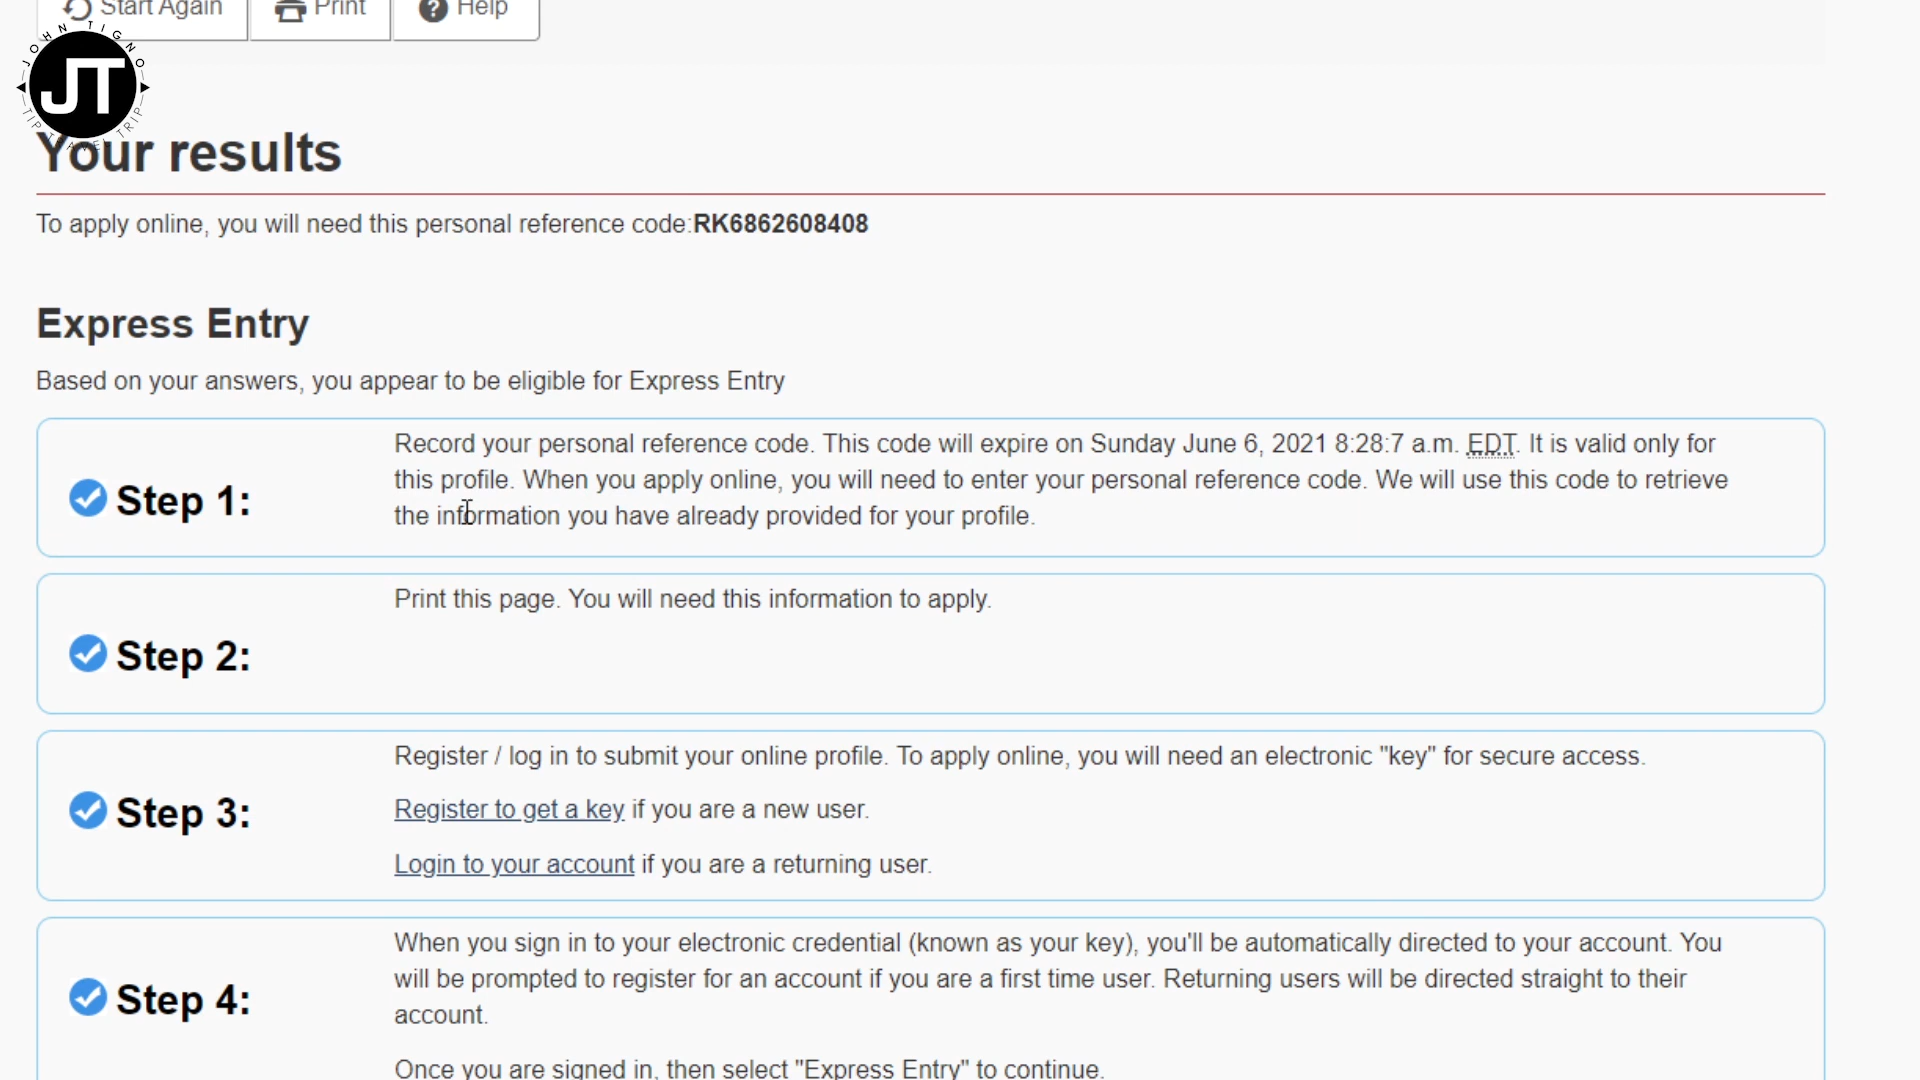 Start Again
Print
Help
JOHN TIGNO
JT
TIP TRAVEL TRIP
Your results
To apply online, you will need this personal reference code:RK6862608408
Express Entry
Based on your answers, you appear to be eligible for Express Entry
Step 1:
Record your personal reference code. This code will expire on Sunday June 6, 2021 8:28:7 a.m. EDT. It is valid only for
this profile. When you apply online, you will need to enter your personal reference code. We will use this code to retrieve
the information you have already provided for your profile.
Step 2:
Print this page. You will need this information to apply.
Step 3:
Register / log in to submit your online profile. To apply online, you will need an electronic "key" for secure access.
Register to get a key if you are a new user.
Login to your account if you are a returning user.
Step 4:
When you sign in to your electronic credential (known as your key), you'll be automatically directed to your account. You
will be prompted to register for an account if you are a first time user. Returning users will be directed straight to their
account.
Once you are signed in, then select "Express Entry" to continue.